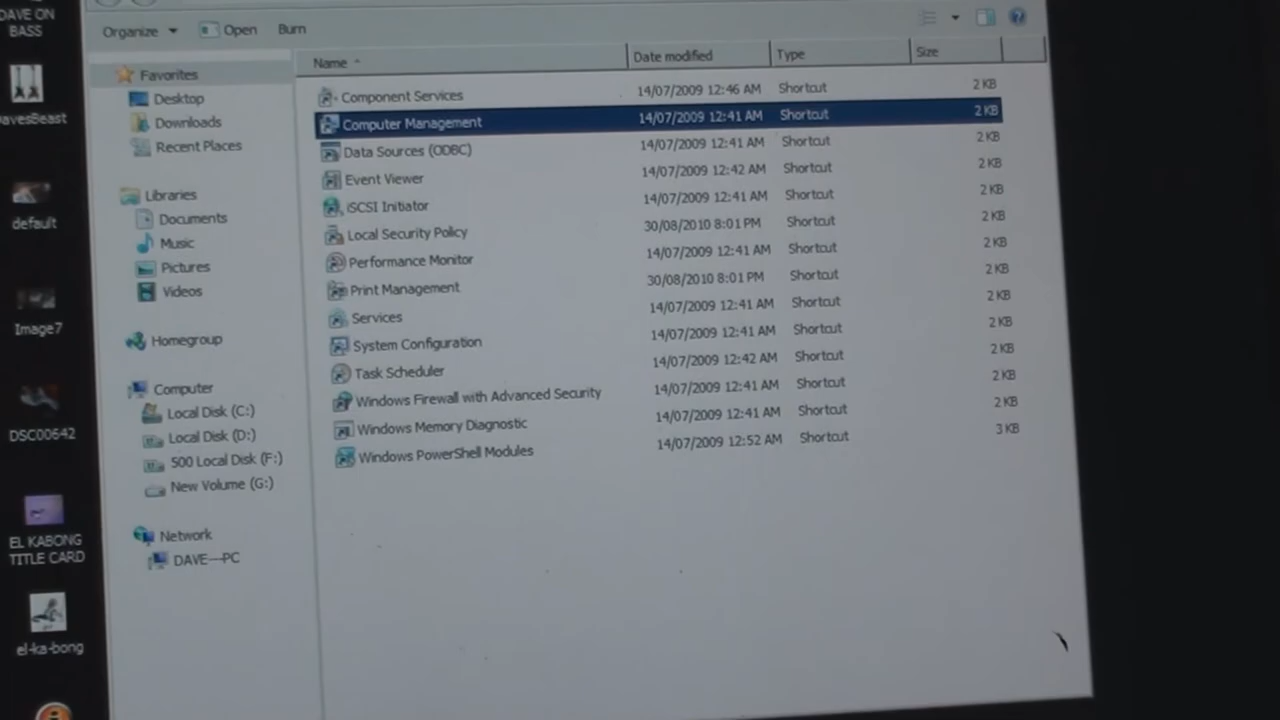 DAVE ON
BASS
DavesBeast
default
Image7
DSC00642
EL KABONG
TITLE CARD
el-ka-bong
Organize Open Burn
Favorites
Desktop
Downloads
Recent Places
Libraries
Documents
Music
Pictures
Videos
Homegroup
Computer
Local Disk (C:)
Local Disk (D:)
500 Local Disk (F:)
New Volume (G:)
Network
DAVE---PC
Name Date modified Type Size
Component Services 14/07/2009 12:46 AM Shortcut 2 KB
Computer Management 14/07/2009 12:41 AM Shortcut 2 KB
Data Sources (ODBC) 14/07/2009 12:41 AM Shortcut 2 KB
Event Viewer 14/07/2009 12:42 AM Shortcut 2 KB
iSCSI Initiator 14/07/2009 12:41 AM Shortcut 2 KB
Local Security Policy 30/08/2010 8:01 PM Shortcut 2 KB
Performance Monitor 14/07/2009 12:41 AM Shortcut 2 KB
Print Management 30/08/2010 8:01 PM Shortcut 2 KB
Services 14/07/2009 12:41 AM Shortcut 2 KB
System Configuration 14/07/2009 12:41 AM Shortcut 2 KB
Task Scheduler 14/07/2009 12:42 AM Shortcut 2 KB
Windows Firewall with Advanced Security 14/07/2009 12:41 AM Shortcut 2 KB
Windows Memory Diagnostic 14/07/2009 12:41 AM Shortcut 2 KB
Windows PowerShell Modules 14/07/2009 12:52 AM Shortcut 3 KB